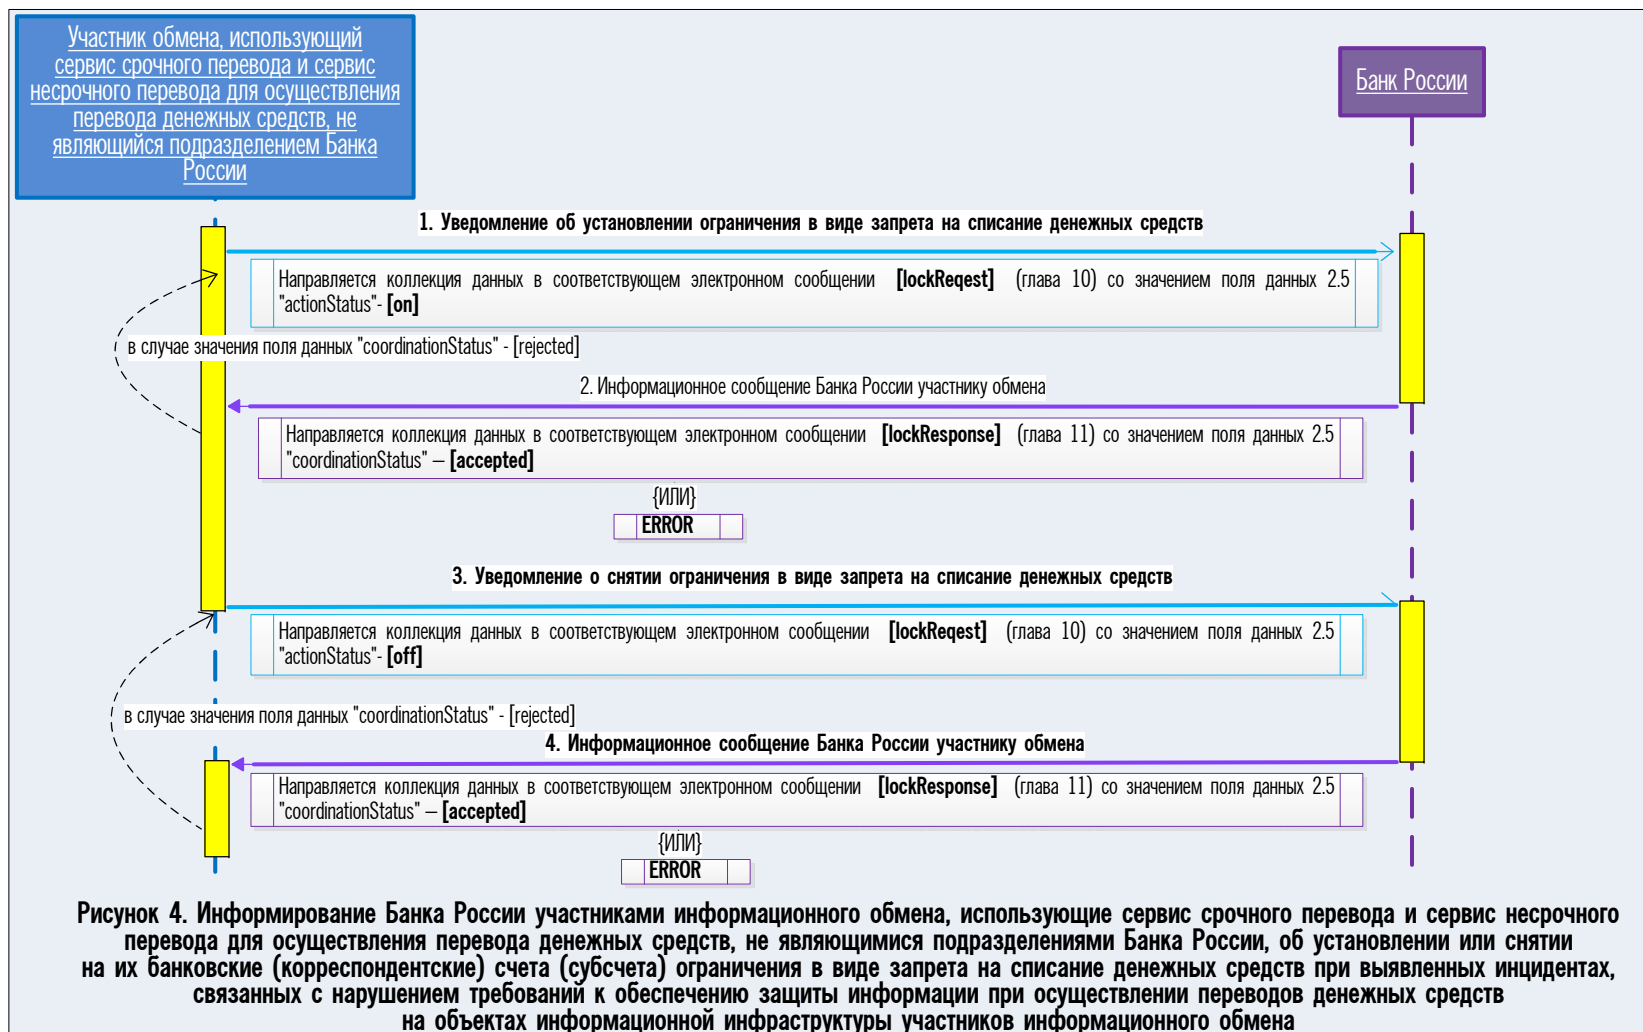 Участник обмена, использующий
сервис срочного перевода и сервис
несрочного перевода для осуществления
перевода денежных средств, не
являющийся подразделением Банка
России
Банк России
1. Уведомление об установлении ограничения в виде запрета на списание денежных средств
Направляется коллекция данных в соответствующем электронном сообщении [lockReqest] (глава 10) со значением поля данных 2.5
"actionStatus"- [on]
в случае значения поля данных "coordinationStatus" - [rejected]
2. Информационное сообщение Банка России участнику обмена
Направляется коллекция данных в соответствующем электронном сообщении [lockResponse] (глава 11) со значением поля данных 2.5
"coordinationStatus" – [accepted]
{ИЛИ}
ERROR
3. Уведомление о снятии ограничения в виде запрета на списание денежных средств
Направляется коллекция данных в соответствующем электронном сообщении [lockReqest] (глава 10) со значением поля данных 2.5
"actionStatus"- [off]
в случае значения поля данных "coordinationStatus" - [rejected]
4. Информационное сообщение Банка России участнику обмена
Направляется коллекция данных в соответствующем электронном сообщении [lockResponse] (глава 11) со значением поля данных 2.5
"coordinationStatus" – [accepted]
{ИЛИ}
ERROR
Рисунок 4. Информирование Банка России участниками информационного обмена, использующие сервис срочного перевода и сервис несрочного
перевода для осуществления перевода денежных средств, не являющимися подразделениями Банка России, об установлении или снятии
на их банковские (корреспондентские) счета (субсчета) ограничения в виде запрета на списание денежных средств при выявленных инцидентах,
связанных с нарушением требований к обеспечению защиты информации при осуществлении переводов денежных средств
на объектах информационной инфраструктуры участников информационного обмена